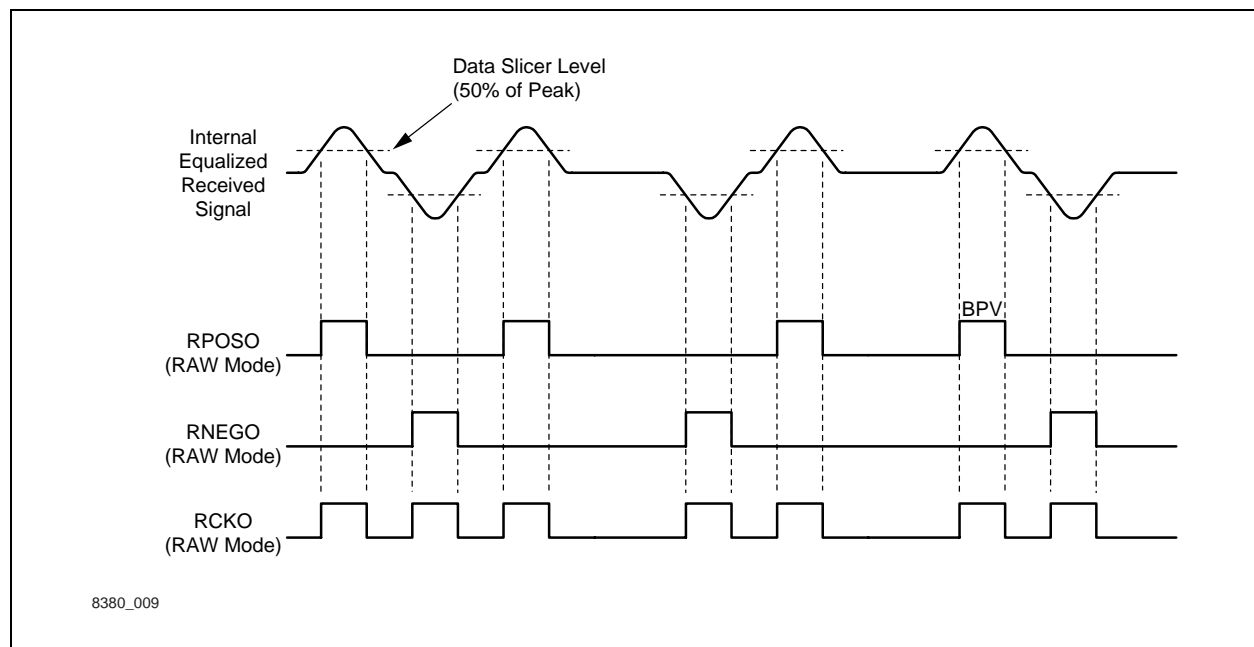 Data Slicer Level
(50% of Peak)
Internal
Equalized
Received
Signal
BPV
RPOSO
(RAW Mode)
RNEGO
(RAW Mode)
RCKO
(RAW Mode)
8380_009